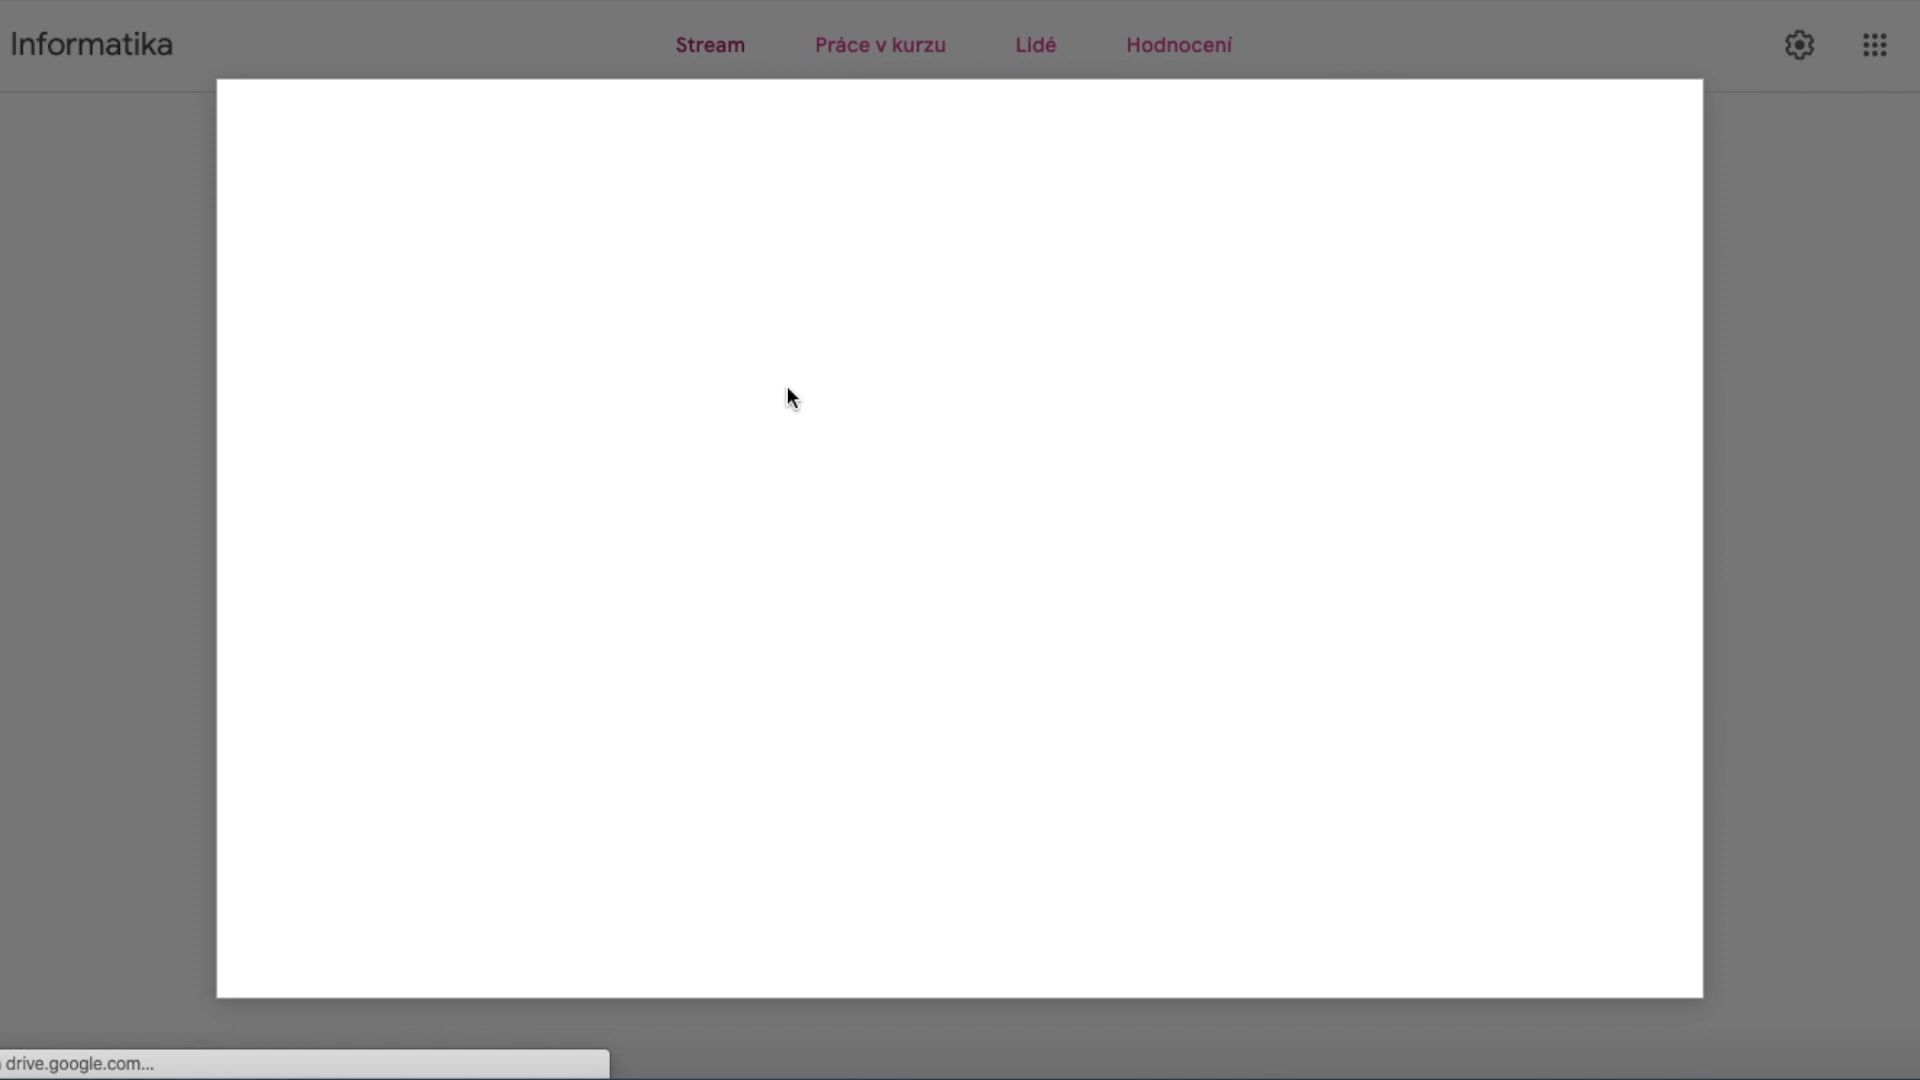 Informatika
Stream
Práce v kurzu
Lidé
Hodnocení
drive.google.com...